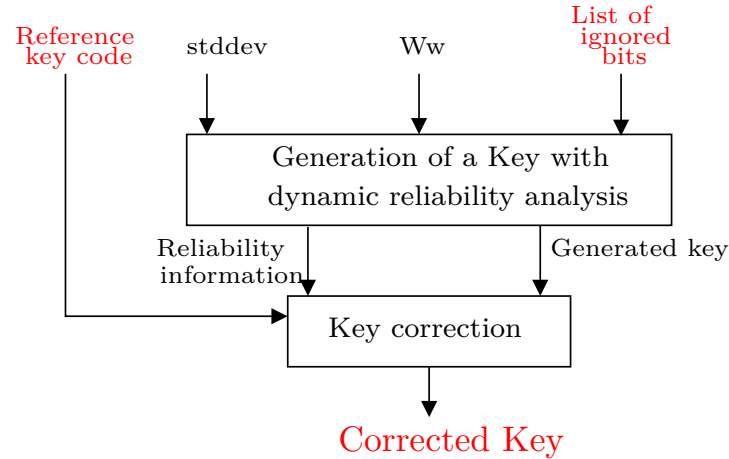 Reference
key code
stddev
Ww
List of
ignored
bits
Generation of a Key with
dynamic reliability analysis
Reliability
information
Generated key
Key correction
Corrected Key